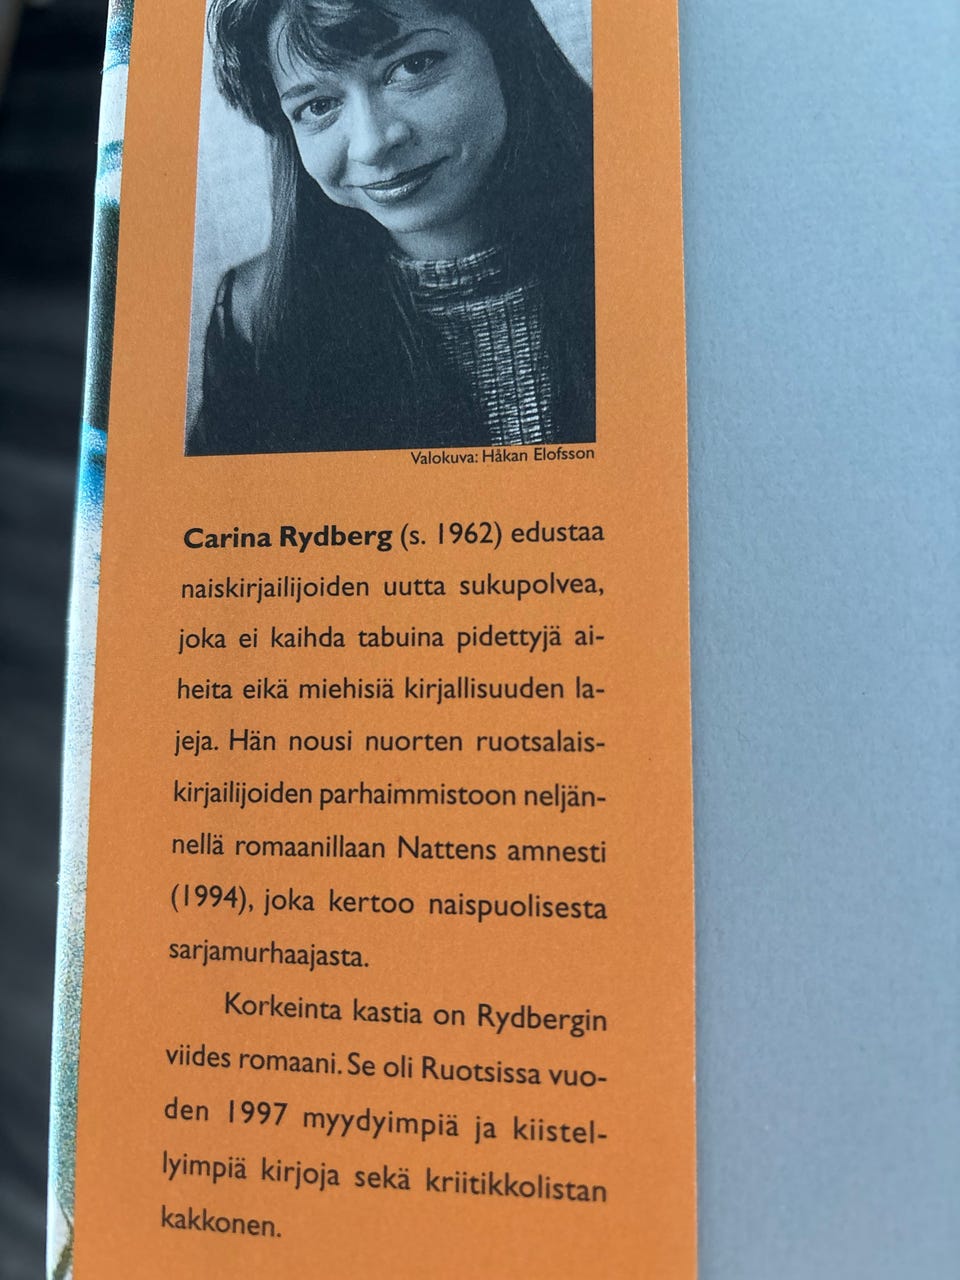 Valokuva: Håkan Elofsson
Carina Rydberg (s. 1962) edustaa
naiskirjailijoiden uutta sukupolvea,
joka ei kaihda tabuina pidettyjä ai-
heita eikä miehisiä kirjallisuuden la-
jeja. Hän nousi nuorten ruotsalais-
kirjailijoiden parhaimmistoon neljän-
nellä romaanillaan Nattens amnesti
(1994), joka kertoo naispuolisesta
sarjamurhaajasta.
Korkeinta kastia on Rydbergin
viides romaani. Se oli Ruotsissa vuo-
den 1997 myydyimpiä ja kiistel-
lyimpiä kirjoja sekä kriitikkolistan
kakkonen.